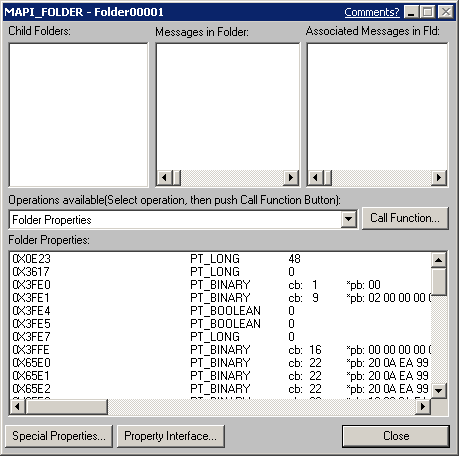 MAPI_FOLDER - Folder00001 Comments?
Child Folders: Messages in Folder: Associated Messages in Fld:
Operations available(Select operation, then push Call Function Button):
Folder Properties Call Function...
Folder Properties:
0X0E23 PT_LONG 48
0X3617 PT_LONG 0
0X3FE0 PT_BINARY cb: 1 *pb: 00
0X3FE1 PT_BINARY cb: 9 *pb: 02 00 00 00 0
0X3FE4 PT_BOOLEAN 0
0X3FE5 PT_BOOLEAN 0
0X3FE7 PT_LONG 0
0X3FFE PT_BINARY cb: 16 *pb: 00 00 00 00 0
0X65E0 PT_BINARY cb: 22 *pb: 20 0A EA 99
0X65E1 PT_BINARY cb: 22 *pb: 20 0A EA 99
0X65E2 PT_BINARY cb: 22 *pb: 20 0A EA 99
Special Properties... Property Interface... Close